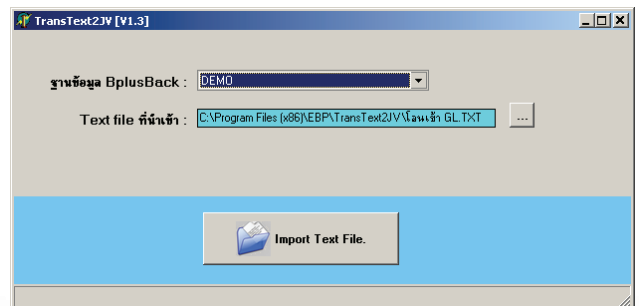 TransText2JV [V1.3]
ฐานข้อมูล BplusBack : DEMO
Text file ที่นำเข้า : C:\Program Files (x86)\EBP\TransText2JV\โอนเข้า GL.TXT ...
Import Text File.